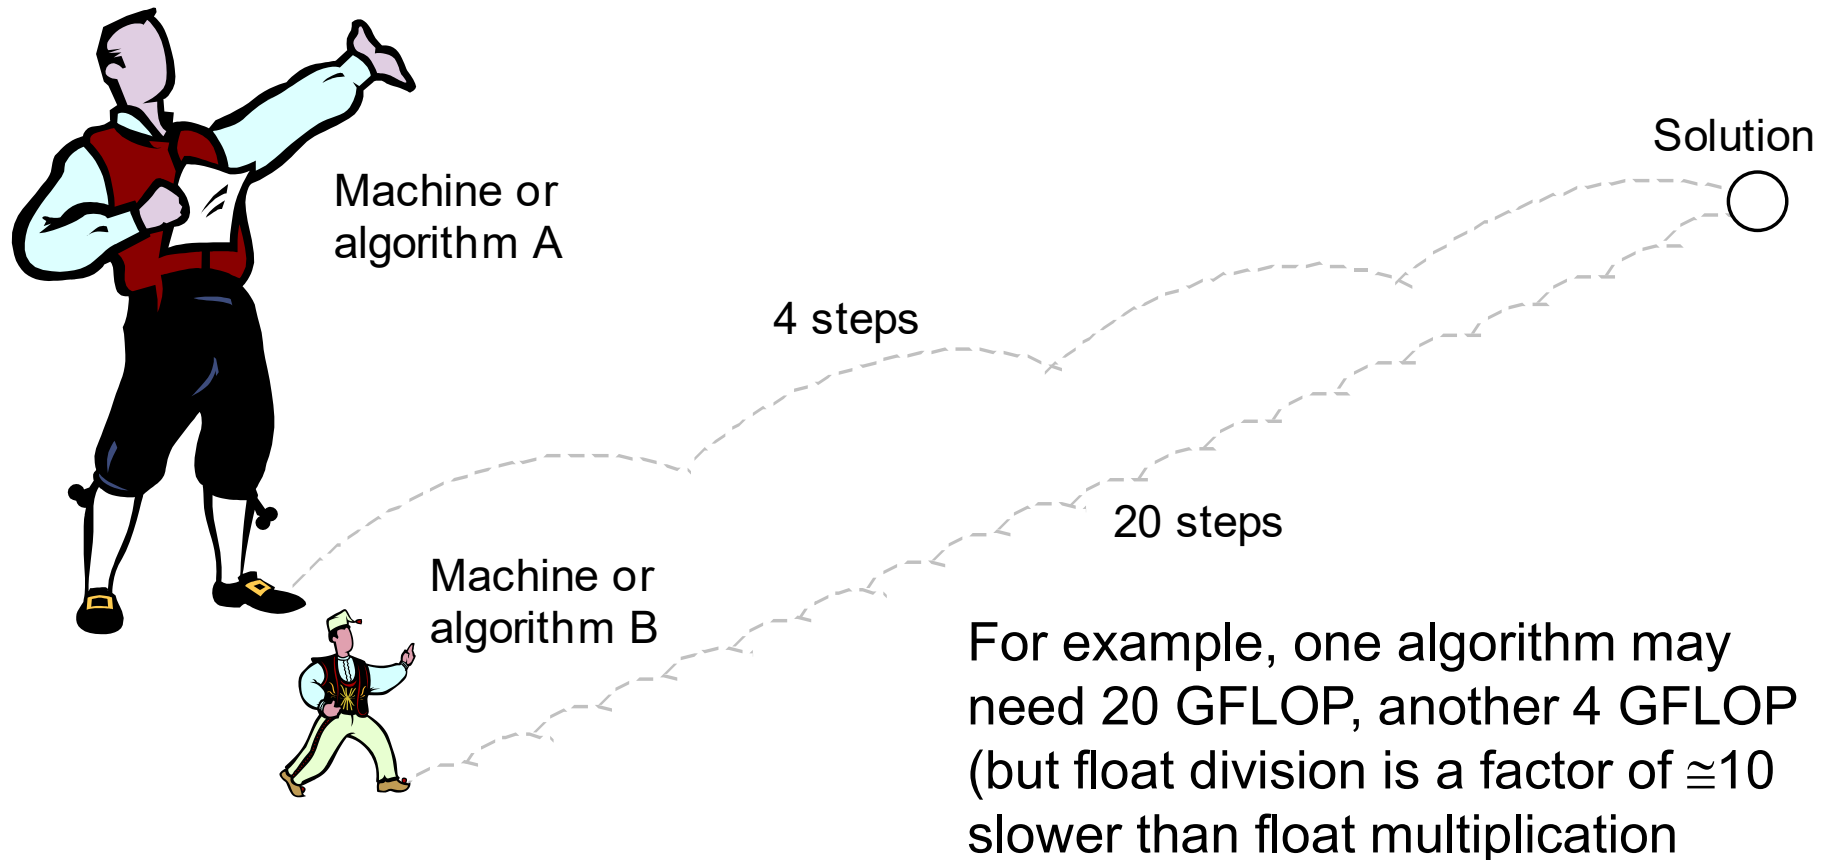 Solution
Machine or
algorithm A
4 steps
20 steps
Machine or
algorithm B
For example, one algorithm may
need 20 GFLOP, another 4 GFLOP
(but float division is a factor of ≅10
slower than float multiplication